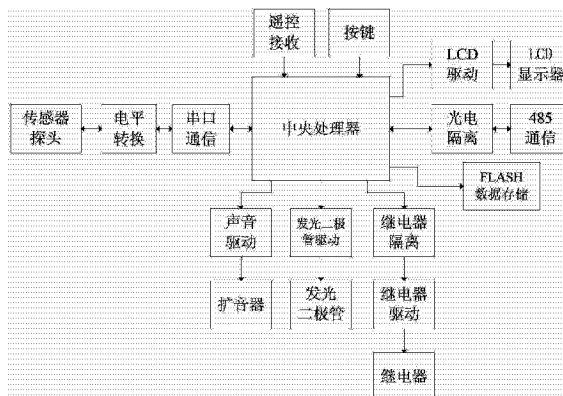 遥控
接收
按键
LCD
驱动
LCD
显示器
传感器
探头
电平
转换
串口
通信
中央处理器
光电
隔离
485
通信
FLASH
数据存储
声音
驱动
发光二极
管驱动
继电器
隔离
扩音器
发光
二极管
继电器
驱动
继电器